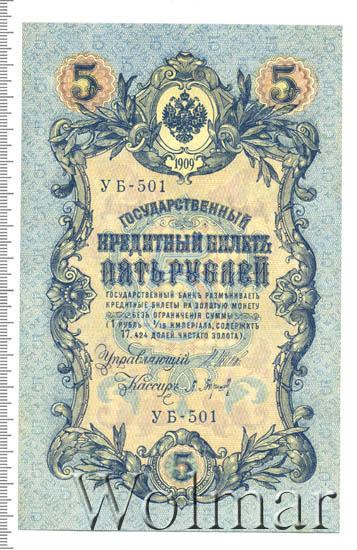 5 5
1909
УБ-501
ГОСУДАРСТВЕННЫЙ
КРЕДИТНЫЙ БИЛЕТЪ
ПЯТЬ РУБЛЕЙ
ГОСУДАРСТВЕННЫЙ БАНКЪ РАЗМѢНИВАЕТЪ
КРЕДИТНЫЕ БИЛЕТЫ НА ЗОЛОТУЮ МОНЕТУ
БЕЗЪ ОГРАНИЧЕНІЯ СУММЫ
(1 РУБЛЬ = 1/15 ИМПЕРІАЛА, СОДЕРЖИТЪ
17,424 ДОЛЕЙ ЧИСТАГО ЗОЛОТА).
Управляющій
Кассиръ
УБ-501
5
Wolmar